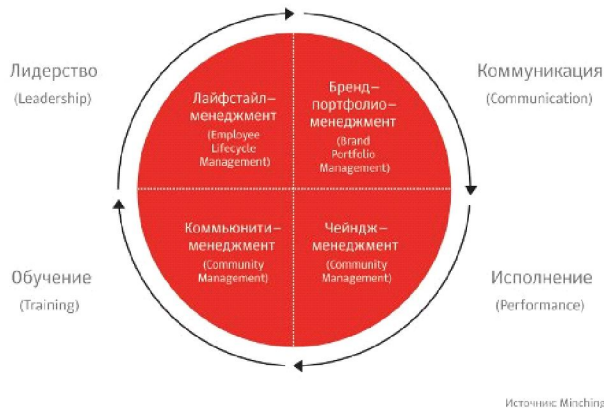 Лидерство
(Leadership)
Коммуникация
(Communication)
Лайфстайл–
менеджмент
(Employee
Lifecycle
Management)
Бренд–
портфолио–
менеджмент
(Brand
Portfolio
Management)
Коммьюнити–
менеджмент
(Community
Management)
Чейндж–
менеджмент
(Community
Management)
Обучение
(Training)
Исполнение
(Performance)
Источник: Minching